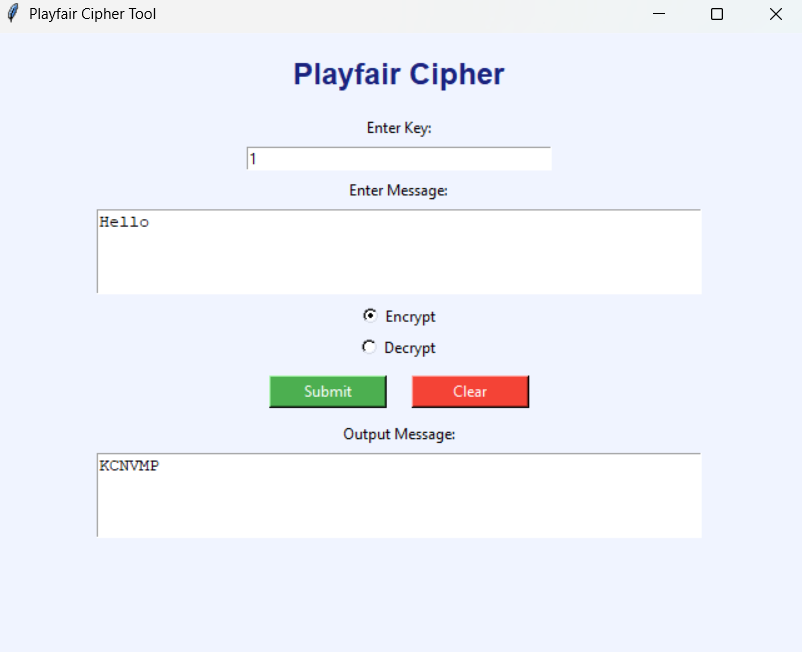 Playfair Cipher Tool
Playfair Cipher
Enter Key:
1
Enter Message:
Hello
Encrypt
Decrypt
Submit Clear
Output Message:
KCNVMP